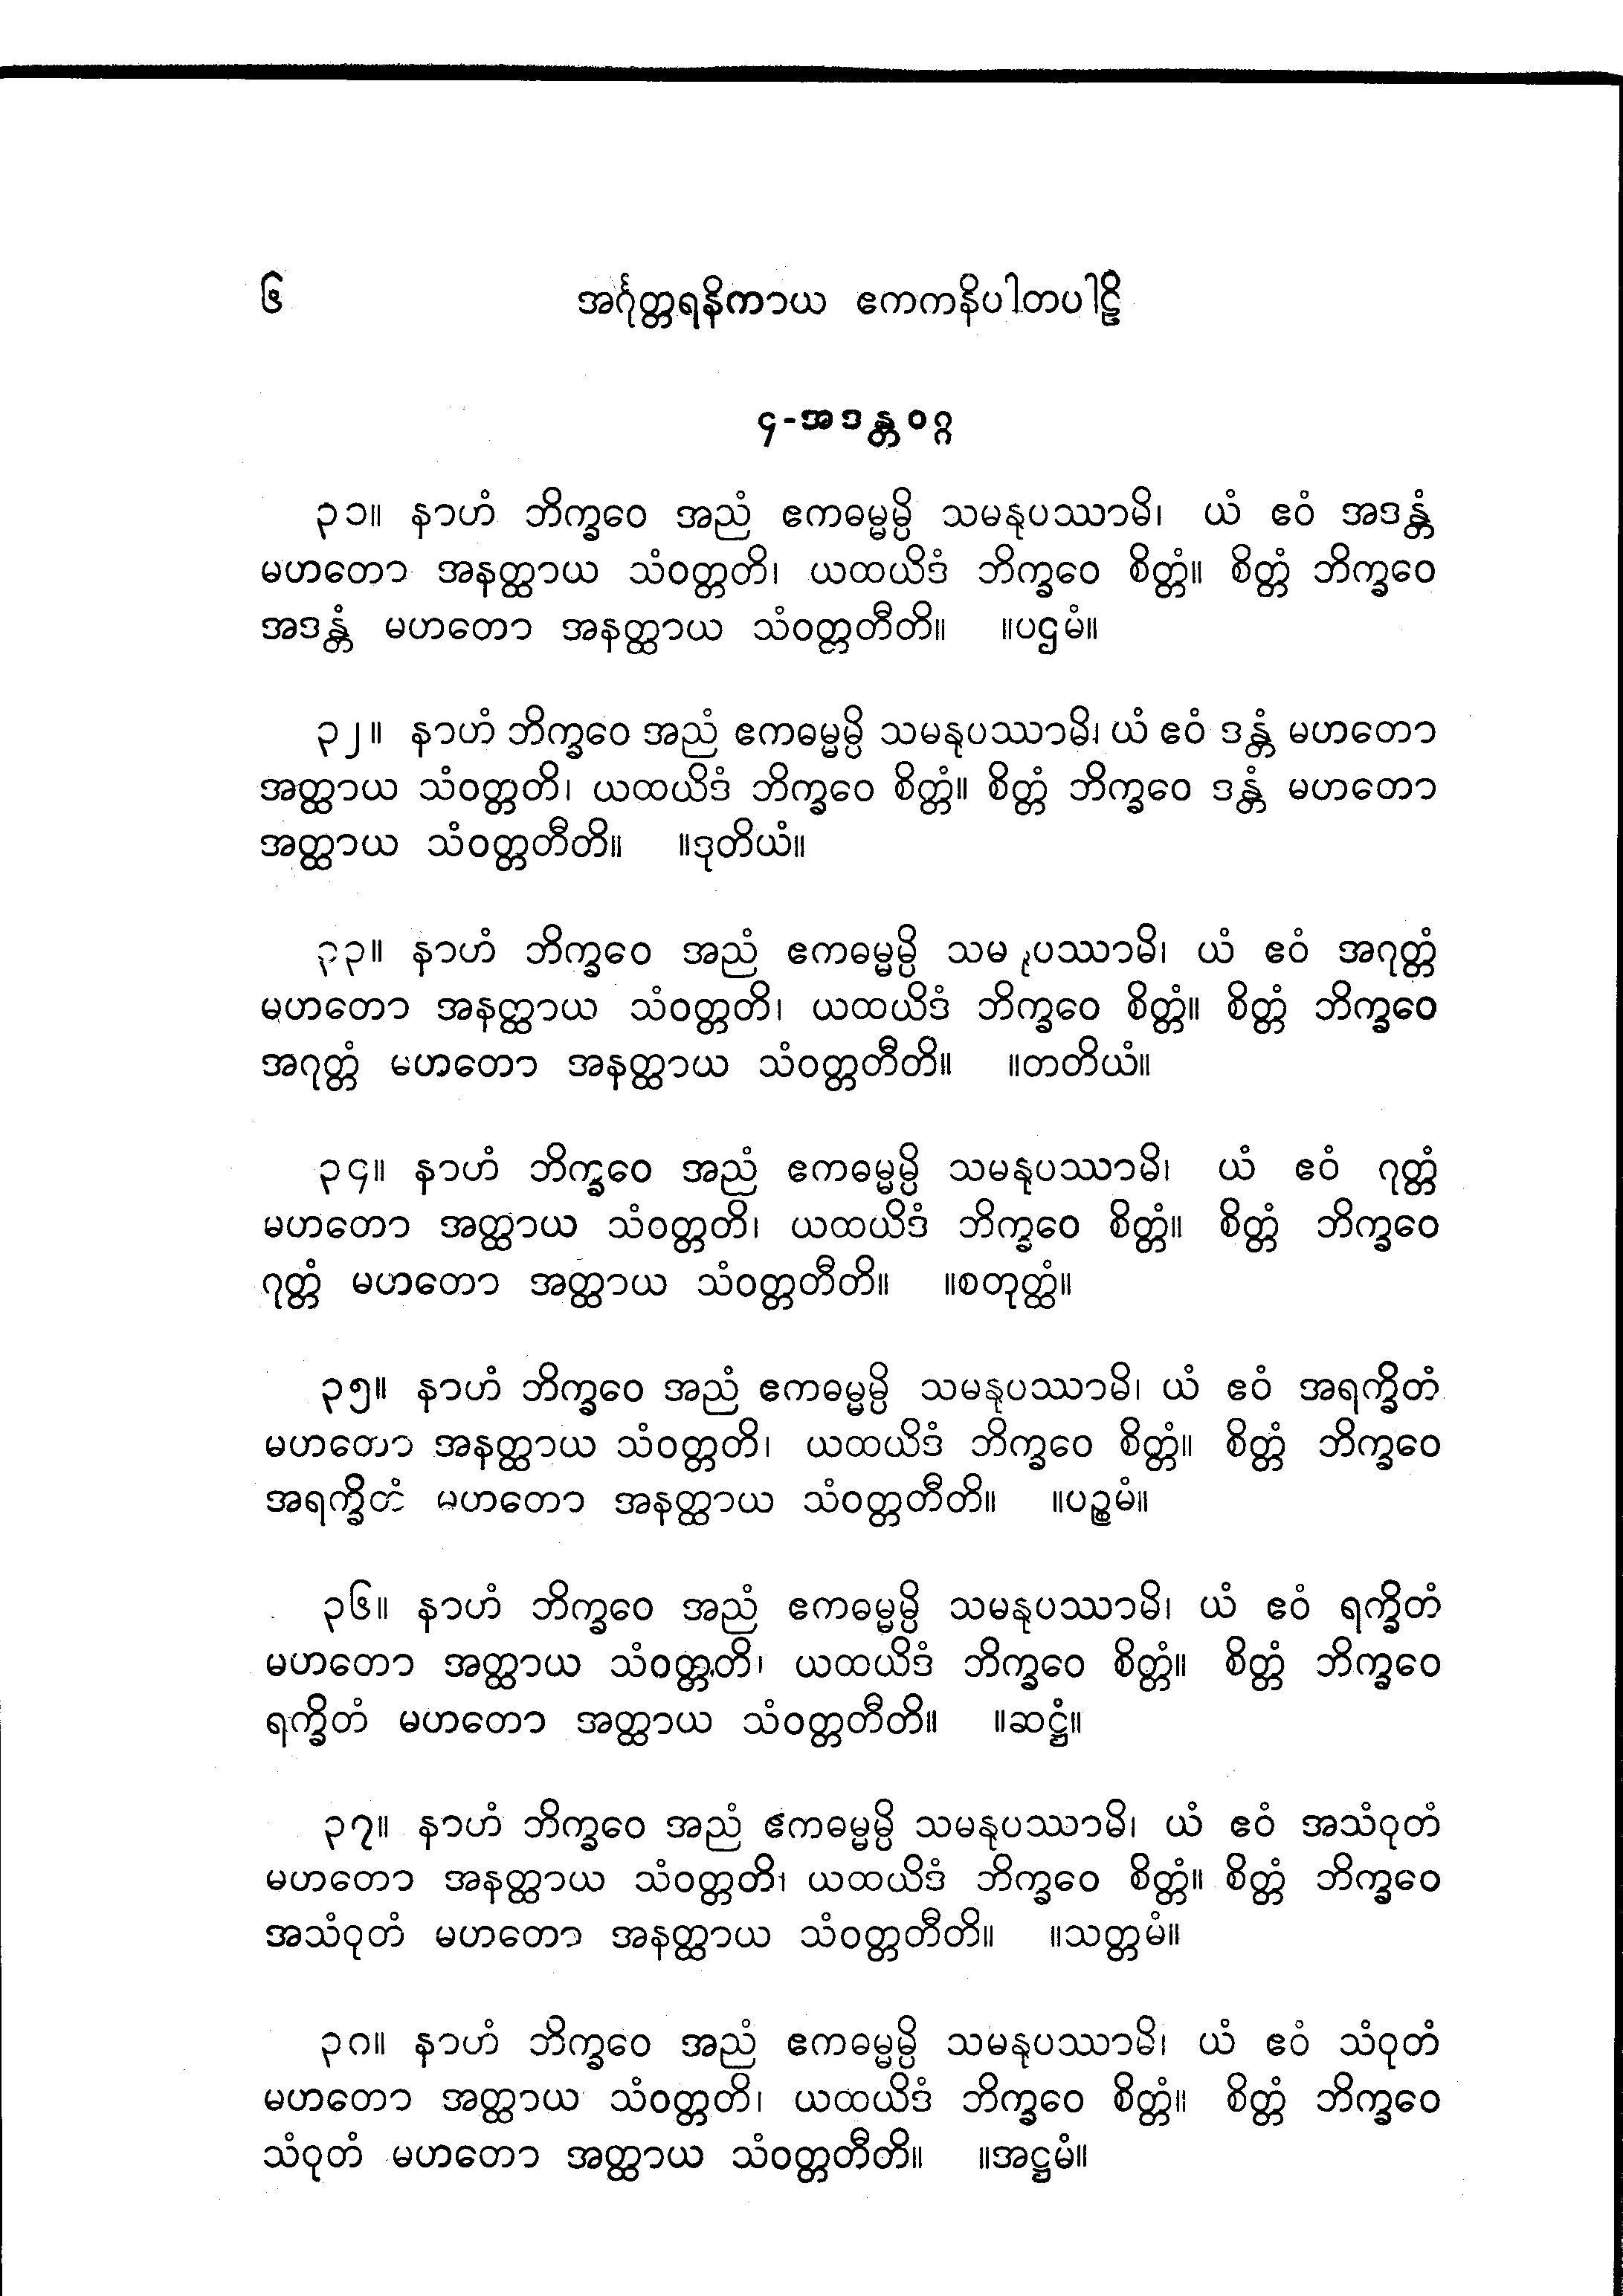 ၆ အင်္ဂုတ္တရနိကာယ ဧကကနိပါတပါဠိ
၄-အဒန္တဝဂ္ဂ
၃၁။ နာဟံ ဘိက္ခဝေ အညံ ဧကဓမ္မမ္ပိ သမနုပဿာမိ၊ ယံ ဧဝံ အဒန္တံ
မဟတော အနတ္ထာယ သံဝတ္တတိ၊ ယထယိဒံ ဘိက္ခဝေ စိတ္တံ။ စိတ္တံ ဘိက္ခဝေ
အဒန္တံ မဟတော အနတ္ထာယ သံဝတ္တတီတိ။ ။ပဌမံ။
၃၂။ နာဟံ ဘိက္ခဝေ အညံ ဧကဓမ္မမ္ပိ သမနုပဿာမိ၊ ယံ ဧဝံ ဒန္တံ မဟတော
အတ္ထာယ သံဝတ္တတိ၊ ယထယိဒံ ဘိက္ခဝေ စိတ္တံ။ စိတ္တံ ဘိက္ခဝေ ဒန္တံ မဟတော
အတ္ထာယ သံဝတ္တတီတိ။ ။ဒုတိယံ။
၃၃။ နာဟံ ဘိက္ခဝေ အညံ ဧကဓမ္မမ္ပိ သမနုပဿာမိ၊ ယံ ဧဝံ အဂုတ္တံ
မဟတော အနတ္ထာယ သံဝတ္တတိ၊ ယထယိဒံ ဘိက္ခဝေ စိတ္တံ။ စိတ္တံ ဘိက္ခဝေ
အဂုတ္တံ မဟတော အနတ္ထာယ သံဝတ္တတီတိ။ ။တတိယံ။
၃၄။ နာဟံ ဘိက္ခဝေ အညံ ဧကဓမ္မမ္ပိ သမနုပဿာမိ၊ ယံ ဧဝံ ဂုတ္တံ
မဟတော အတ္ထာယ သံဝတ္တတိ၊ ယထယိဒံ ဘိက္ခဝေ စိတ္တံ။ စိတ္တံ ဘိက္ခဝေ
ဂုတ္တံ မဟတော အတ္ထာယ သံဝတ္တတီတိ။ ။စတုတ္ထံ။
၃၅။ နာဟံ ဘိက္ခဝေ အညံ ဧကဓမ္မမ္ပိ သမနုပဿာမိ၊ ယံ ဧဝံ အရက္ခိတံ
မဟတော အနတ္ထာယ သံဝတ္တတိ၊ ယထယိဒံ ဘိက္ခဝေ စိတ္တံ။ စိတ္တံ ဘိက္ခဝေ
အရက္ခိတံ မဟတော အနတ္ထာယ သံဝတ္တတီတိ။ ။ပဉ္စမံ။
၃၆။ နာဟံ ဘိက္ခဝေ အညံ ဧကဓမ္မမ္ပိ သမနုပဿာမိ၊ ယံ ဧဝံ ရက္ခိတံ
မဟတော အတ္ထာယ သံဝတ္တတိ၊ ယထယိဒံ ဘိက္ခဝေ စိတ္တံ။ စိတ္တံ ဘိက္ခဝေ
ရက္ခိတံ မဟတော အတ္ထာယ သံဝတ္တတီတိ။ ။ဆဋ္ဌံ။
၃၇။ နာဟံ ဘိက္ခဝေ အညံ ဧကဓမ္မမ္ပိ သမနုပဿာမိ၊ ယံ ဧဝံ အသံဝုတံ
မဟတော အနတ္ထာယ သံဝတ္တတိ၊ ယထယိဒံ ဘိက္ခဝေ စိတ္တံ။ စိတ္တံ ဘိက္ခဝေ
အသံဝုတံ မဟတော အနတ္ထာယ သံဝတ္တတီတိ။ ။သတ္တမံ။
၃၈။ နာဟံ ဘိက္ခဝေ အညံ ဧကဓမ္မမ္ပိ သမနုပဿာမိ၊ ယံ ဧဝံ သံဝုတံ
မဟတော အတ္ထာယ သံဝတ္တတိ၊ ယထယိဒံ ဘိက္ခဝေ စိတ္တံ။ စိတ္တံ ဘိက္ခဝေ
သံဝုတံ မဟတော အတ္ထာယ သံဝတ္တတီတိ။ ။အဋ္ဌမံ။